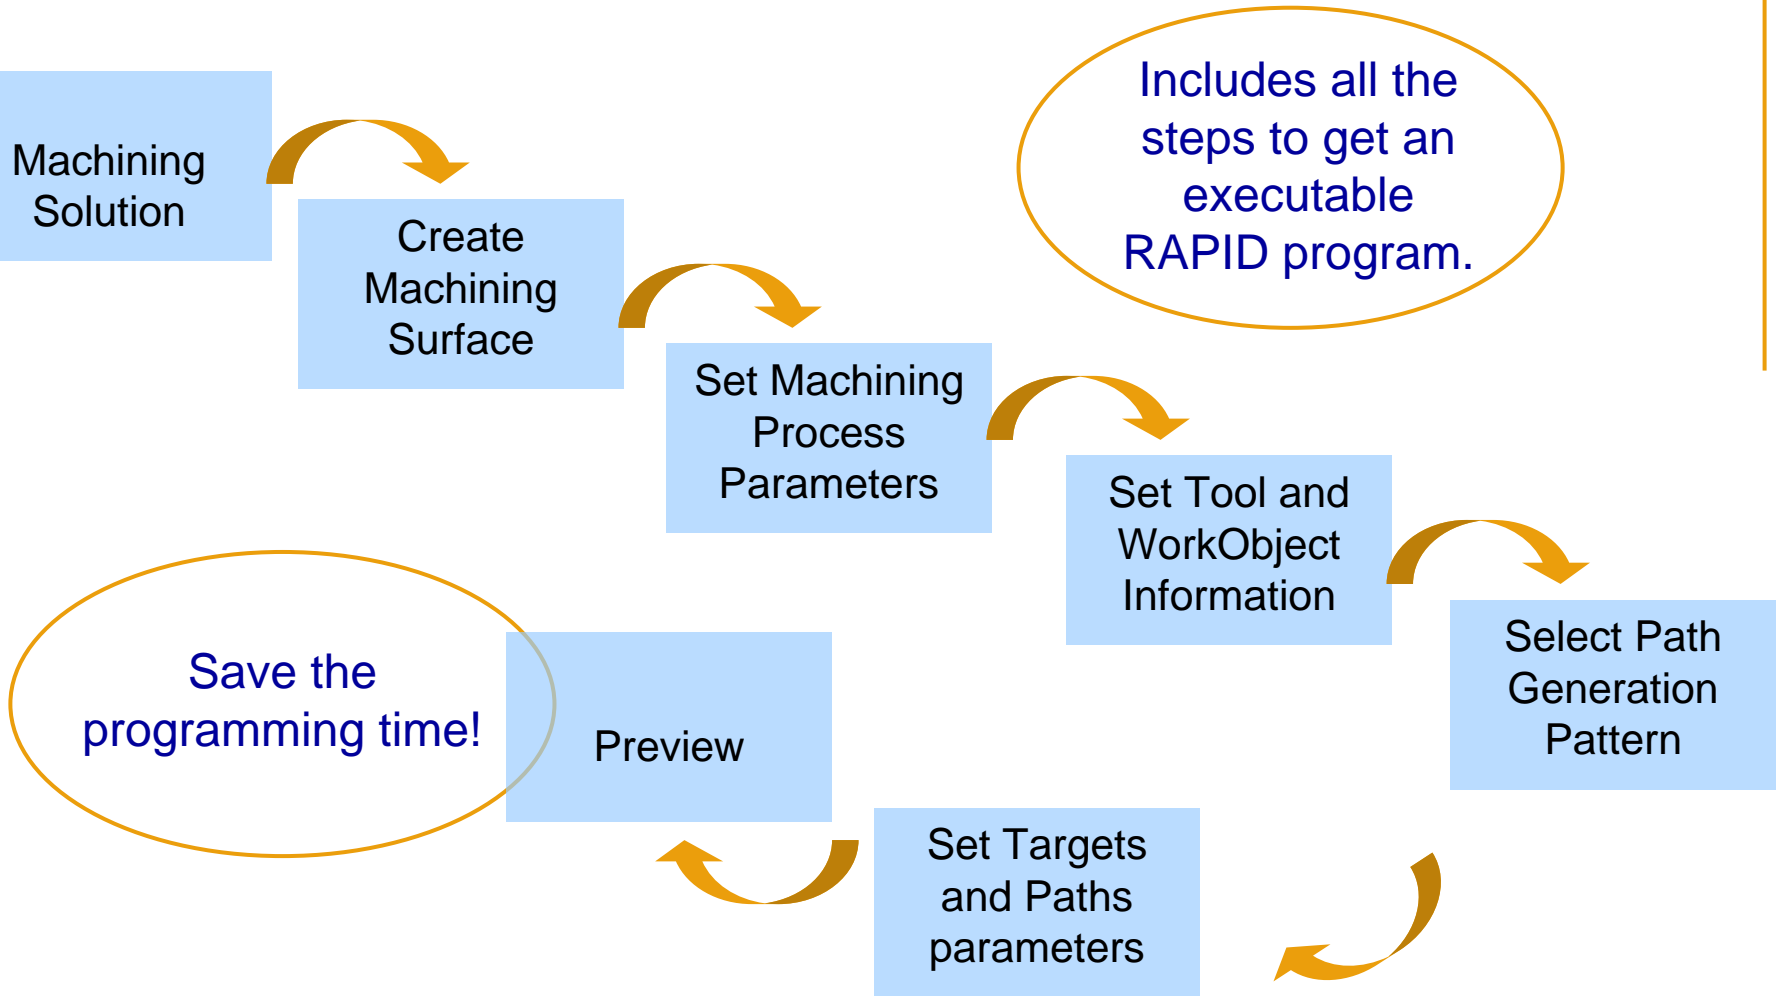 Machining
Solution
Create
Machining
Surface
Set Machining
Process
Parameters
Set Tool and
WorkObject
Information
Select Path
Generation
Pattern
Set Targets
and Paths
parameters
Preview
Includes all the
steps to get an
executable
RAPID program.
Save the
programming time!